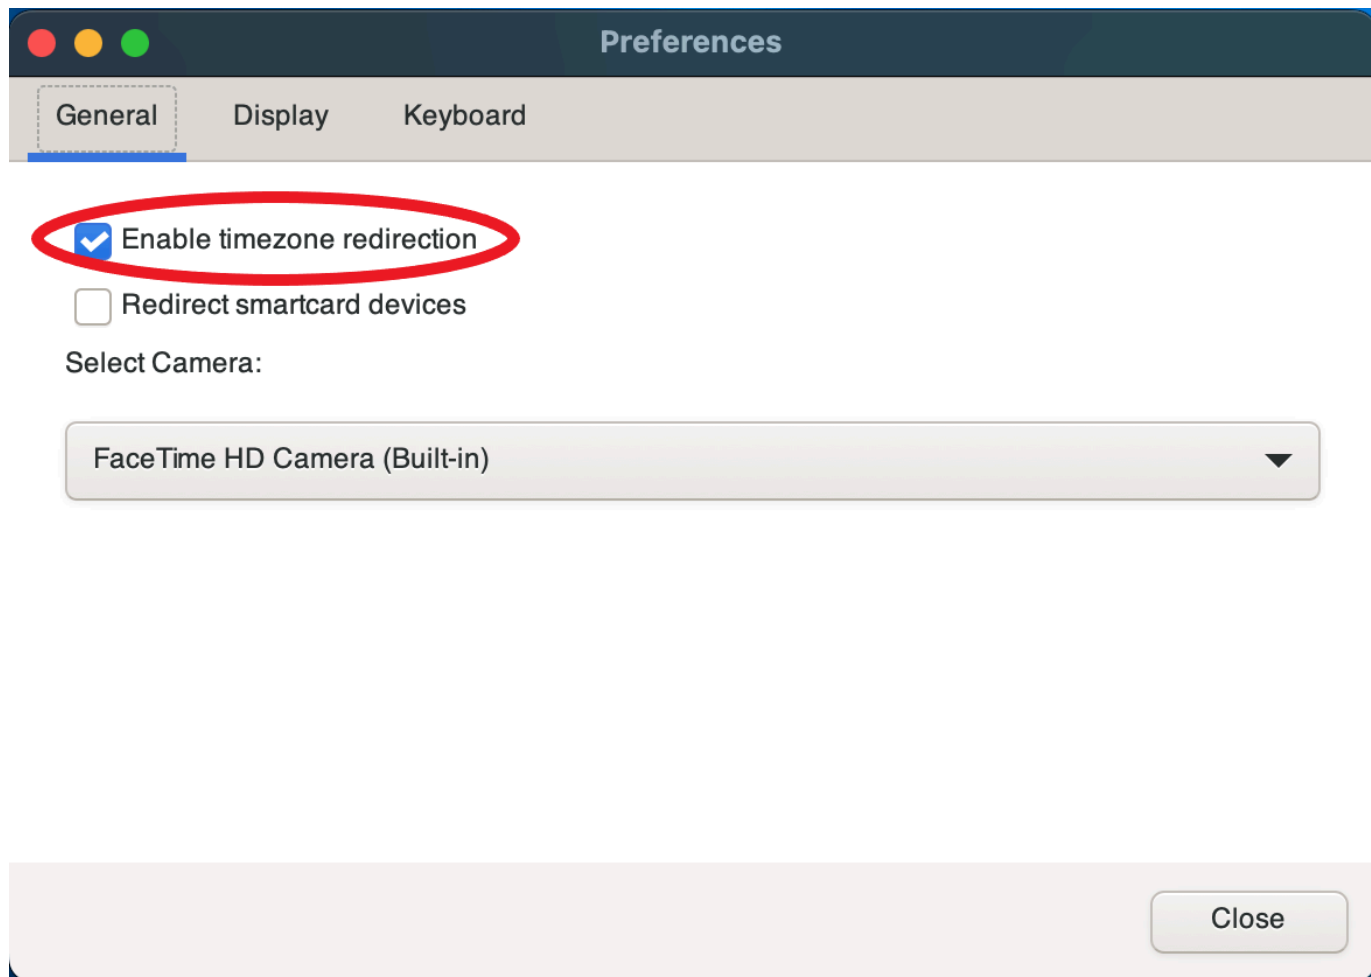 Preferences
General Display Keyboard
Enable timezone redirection
Redirect smartcard devices
Select Camera:
FaceTime HD Camera (Built-in)
Close